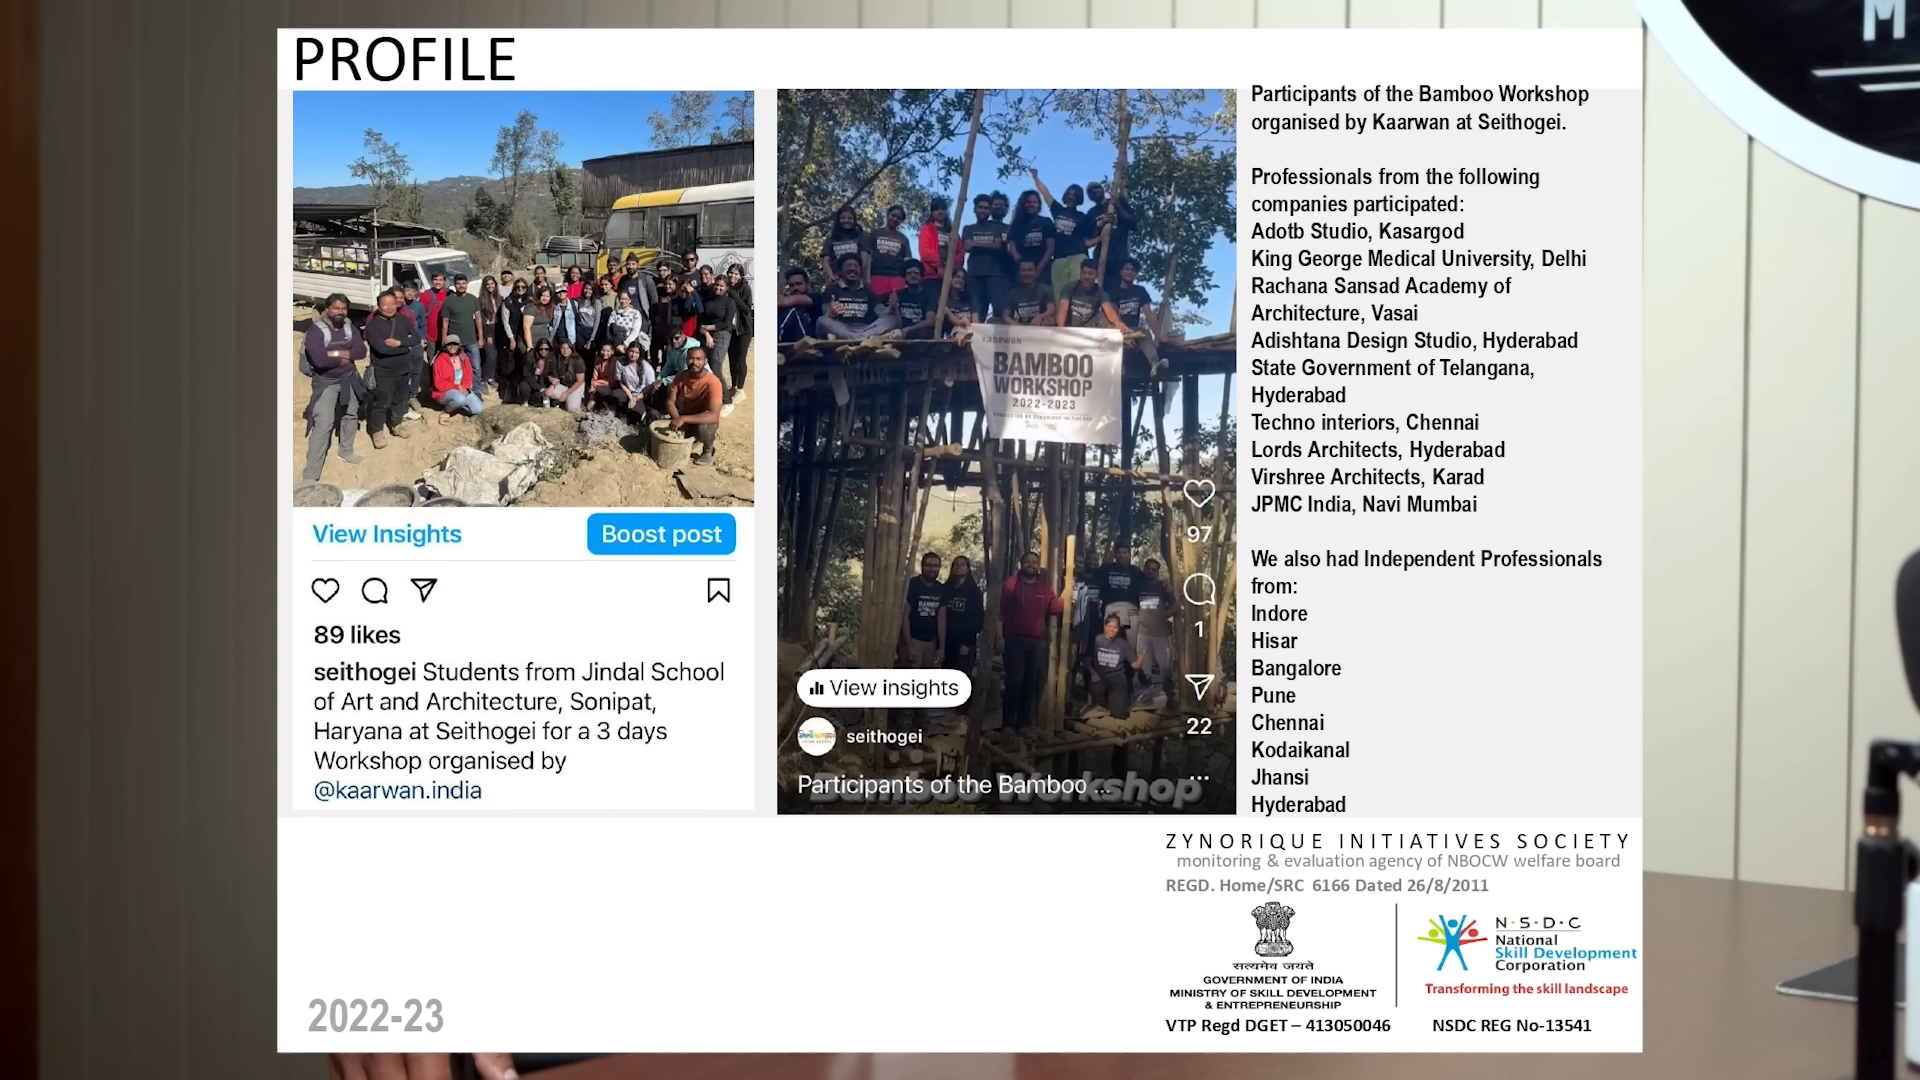 PROFILE
View Insights
Boost post
89 likes
seithogei Students from Jindal School
of Art and Architecture, Sonipat,
Haryana at Seithogei for a 3 days
Workshop organised by
@kaarwan.india
kaarwan
BAMBOO
WORKSHOP
2022-2023
97
1
22
View insights
seithogei
Participants of the Bamboo ...
Bamboo Workshop
Participants of the Bamboo Workshop
organised by Kaarwan at Seithogei.
Professionals from the following
companies participated:
Adotb Studio, Kasargod
King George Medical University, Delhi
Rachana Sansad Academy of
Architecture, Vasai
Adishtana Design Studio, Hyderabad
State Government of Telangana,
Hyderabad
Techno interiors, Chennai
Lords Architects, Hyderabad
Virshree Architects, Karad
JPMC India, Navi Mumbai
We also had Independent Professionals
from:
Indore
Hisar
Bangalore
Pune
Chennai
Kodaikanal
Jhansi
Hyderabad
ZYNORIQUE INITIATIVES SOCIETY
monitoring & evaluation agency of NBOCW welfare board
REGD. Home/SRC 6166 Dated 26/8/2011
सत्यमेव जयते
GOVERNMENT OF INDIA
MINISTRY OF SKILL DEVELOPMENT
& ENTREPRENEURSHIP
VTP Regd DGET – 413050046
N·S·D·C
National
Skill Development
Corporation
Transforming the skill landscape
NSDC REG No-13541
2022-23
M